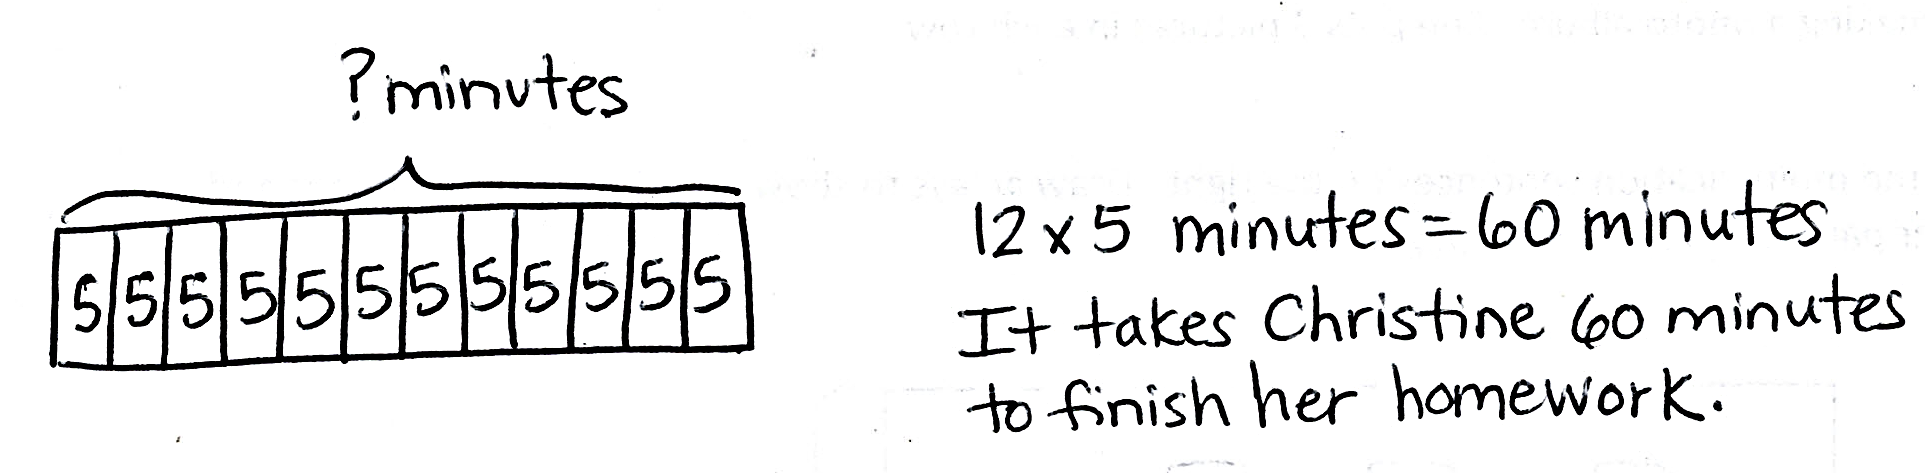 ? minutes
5 5 5 5 5 5 5 5 5 5 5 5
12 x 5 minutes = 60 minutes
It takes Christine 60 minutes
to finish her homework.